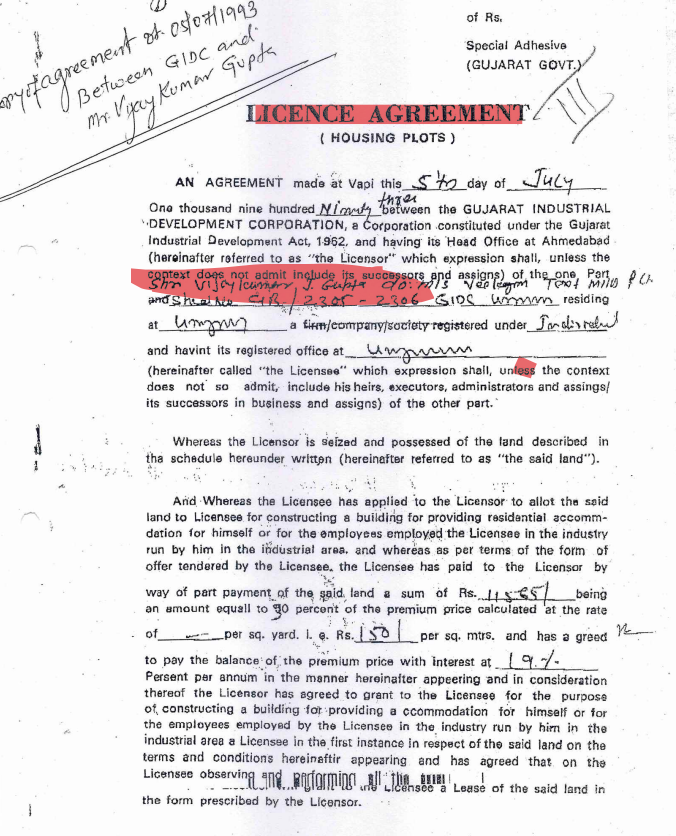 of Rs.
Special Adhesive
(GUJARAT GOVT.)
Copy of agreement dt 05/07/1993
Between GIDC and
Mr. Vijay Kumar Gupta
LICENCE AGREEMENT
( HOUSING PLOTS )
AN AGREEMENT made at Vapi this 5th day of July
One thousand nine hundred Ninenty three between the GUJARAT INDUSTRIAL
DEVELOPMENT CORPORATION, a Corporation constituted under the Gujarat
Industrial Development Act, 1962, and having its Head Office at Ahmedabad
(hereinafter referred to as "the Licensor" which expression shall, unless the
context does not admit include its successors and assigns) of the one Part
Shri Vijaykumar J. Gupta M/s Text Mills
and 2305 - 2306 GIDC residing
at a firm/company/society registered under
and havint its registered office at
(hereinafter called "the Licensee" which expression shall, unless the context
does not so admit, include his heirs, executors, administrators and assings/
its successors in business and assigns) of the other part.
Whereas the Licensor is seized and possessed of the land described in
the schedule hereunder written (hereinafter referred to as "the said land").
And Whereas the Licensee has applied to the Licensor to allot the said
land to Licensee for constructing a building for providing residential accomm-
dation for himself or for the employees employed the Licensee in the industry
run by him in the industrial area, and whereas as per terms of the form of
offer tendered by the Licensee, the Licensee has paid to the Licensor by
way of part payment of the said land a sum of Rs. 11565/ being
an amount equall to 30 percent of the premium price calculated at the rate
of — per sq. yard. I. e. Rs. 150/ per sq. mtrs. and has a greed
to pay the balance of the premium price with interest at 19.%
Persent per annum in the manner hereinafter appeering and in consideration
thereof the Licensor has agreed to grant to the Licensee for the purpose
of constructing a building for providing a ccommodation for himself or for
the employees employed by the Licensee in the industry run by him in the
industrial area a Licensee in the first instance in respect of the said land on the
terms and conditions hereinaftir appearing and has agreed that on the
Licensee observing and performing all the the Licensee a Lease of the said land in
the form prescribed by the Licensor.